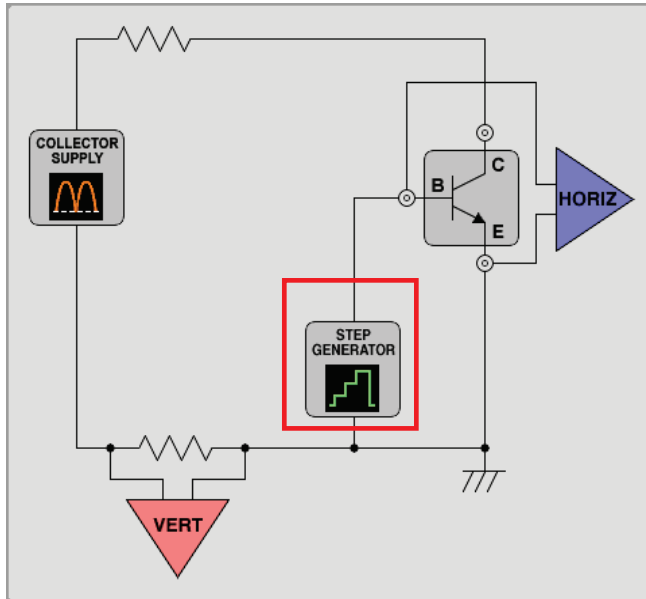 COLLECTOR
SUPPLY
C
B
HORIZ
E
STEP
GENERATOR
VERT